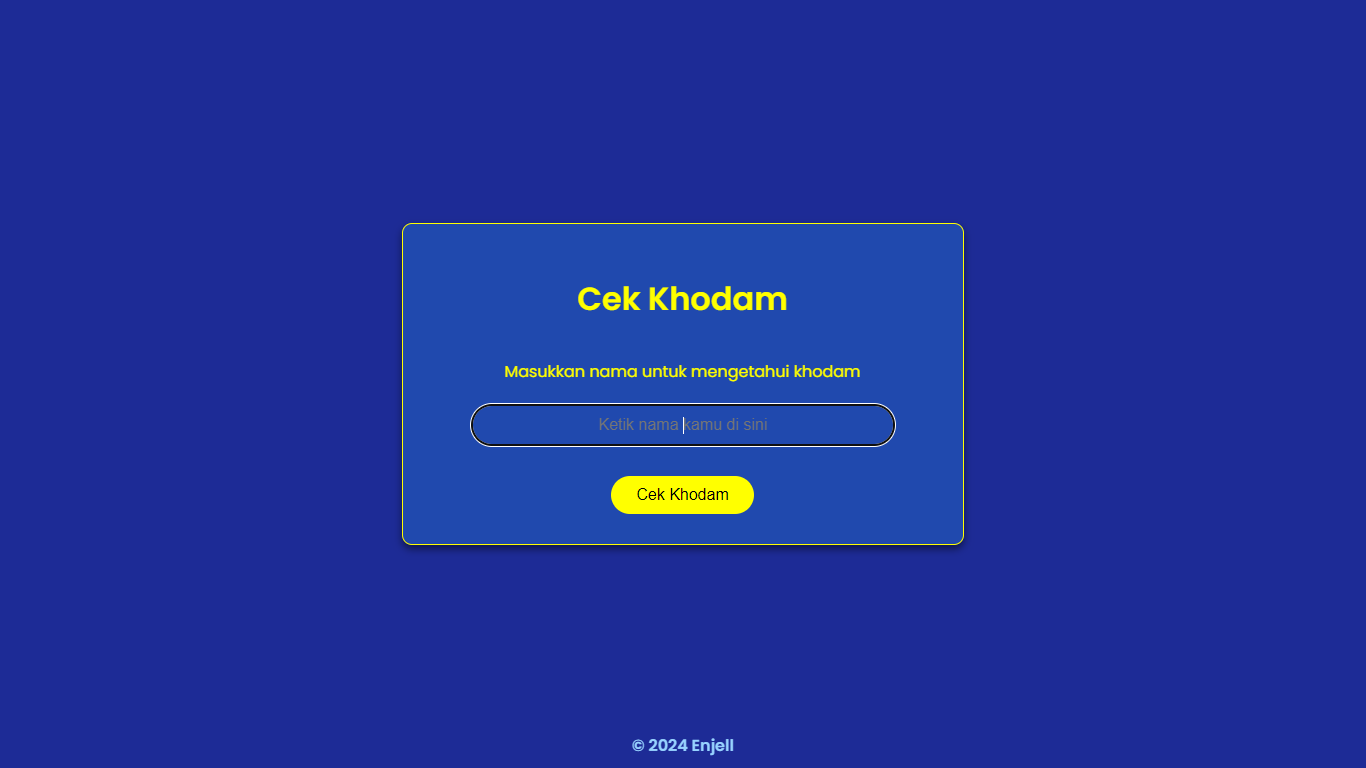 Cek Khodam
Masukkan nama untuk mengetahui khodam
Ketik nama kamu di sini
Cek Khodam
© 2024 Enjell